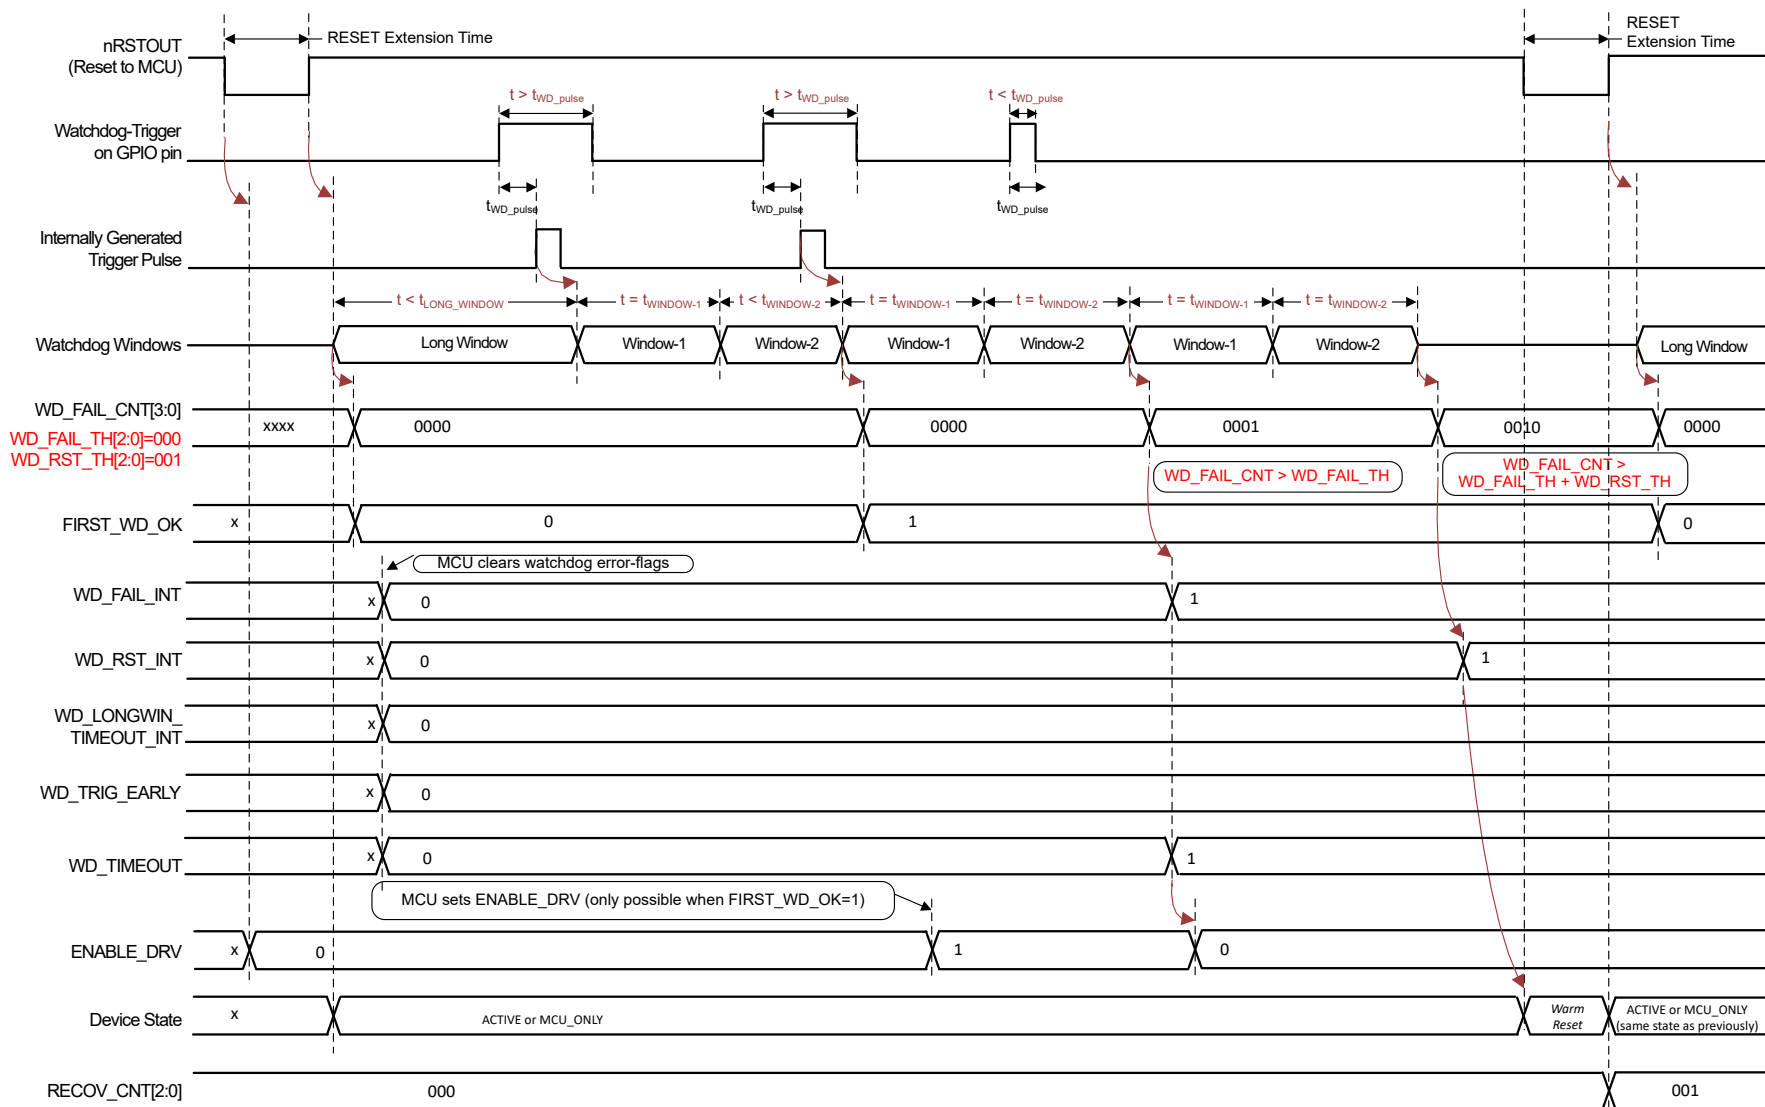 RESET Extension Time
RESET
Extension Time
nRSTOUT
(Reset to MCU)
t > tWD_pulse
t > tWD_pulse
t < tWD_pulse
Watchdog-Trigger
on GPIO pin
tWD_pulse
tWD_pulse
tWD_pulse
Internally Generated
Trigger Pulse
t < tLONG_WINDOW
t = tWINDOW-1
t < tWINDOW-2
t = tWINDOW-1
t = tWINDOW-2
t = tWINDOW-1
t = tWINDOW-2
Watchdog Windows
Long Window
Window-1
Window-2
Window-1
Window-2
Window-1
Window-2
Long Window
WD_FAIL_CNT[3:0]
WD_FAIL_TH[2:0]=000
WD_RST_TH[2:0]=001
xxxx
0000
0000
0001
0010
0000
WD_FAIL_CNT > WD_FAIL_TH
WD_FAIL_CNT >
WD_FAIL_TH + WD_RST_TH
FIRST_WD_OK
x
0
1
0
MCU clears watchdog error-flags
WD_FAIL_INT
x
0
1
WD_RST_INT
x
0
1
WD_LONGWIN_
TIMEOUT_INT
x
0
WD_TRIG_EARLY
x
0
WD_TIMEOUT
x
0
1
MCU sets ENABLE_DRV (only possible when FIRST_WD_OK=1)
ENABLE_DRV
x
0
1
0
Device State
x
ACTIVE or MCU_ONLY
Warm
Reset
ACTIVE or MCU_ONLY
(same state as previously)
RECOV_CNT[2:0]
000
001